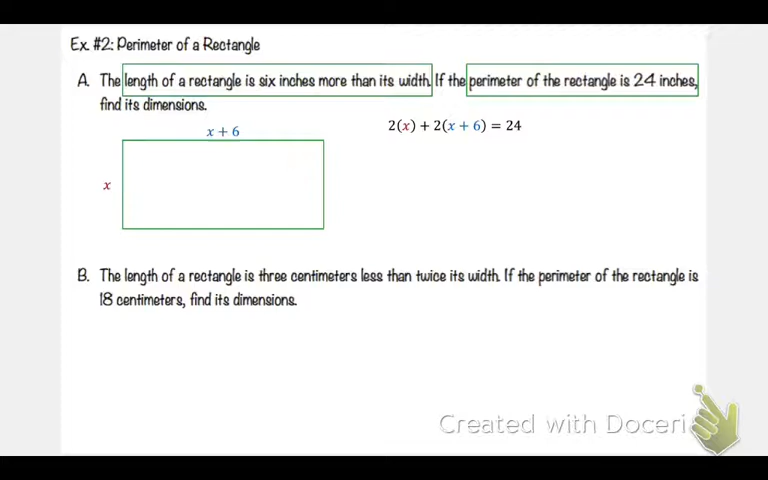 Ex. #2: Perimeter of a Rectangle
A. The length of a rectangle is six inches more than its width. If the perimeter of the rectangle is 24 inches,
find its dimensions.
x + 6
2(x) + 2(x + 6) = 24
x
B. The length of a rectangle is three centimeters less than twice its width. If the perimeter of the rectangle is
18 centimeters, find its dimensions.
Created with Doceri